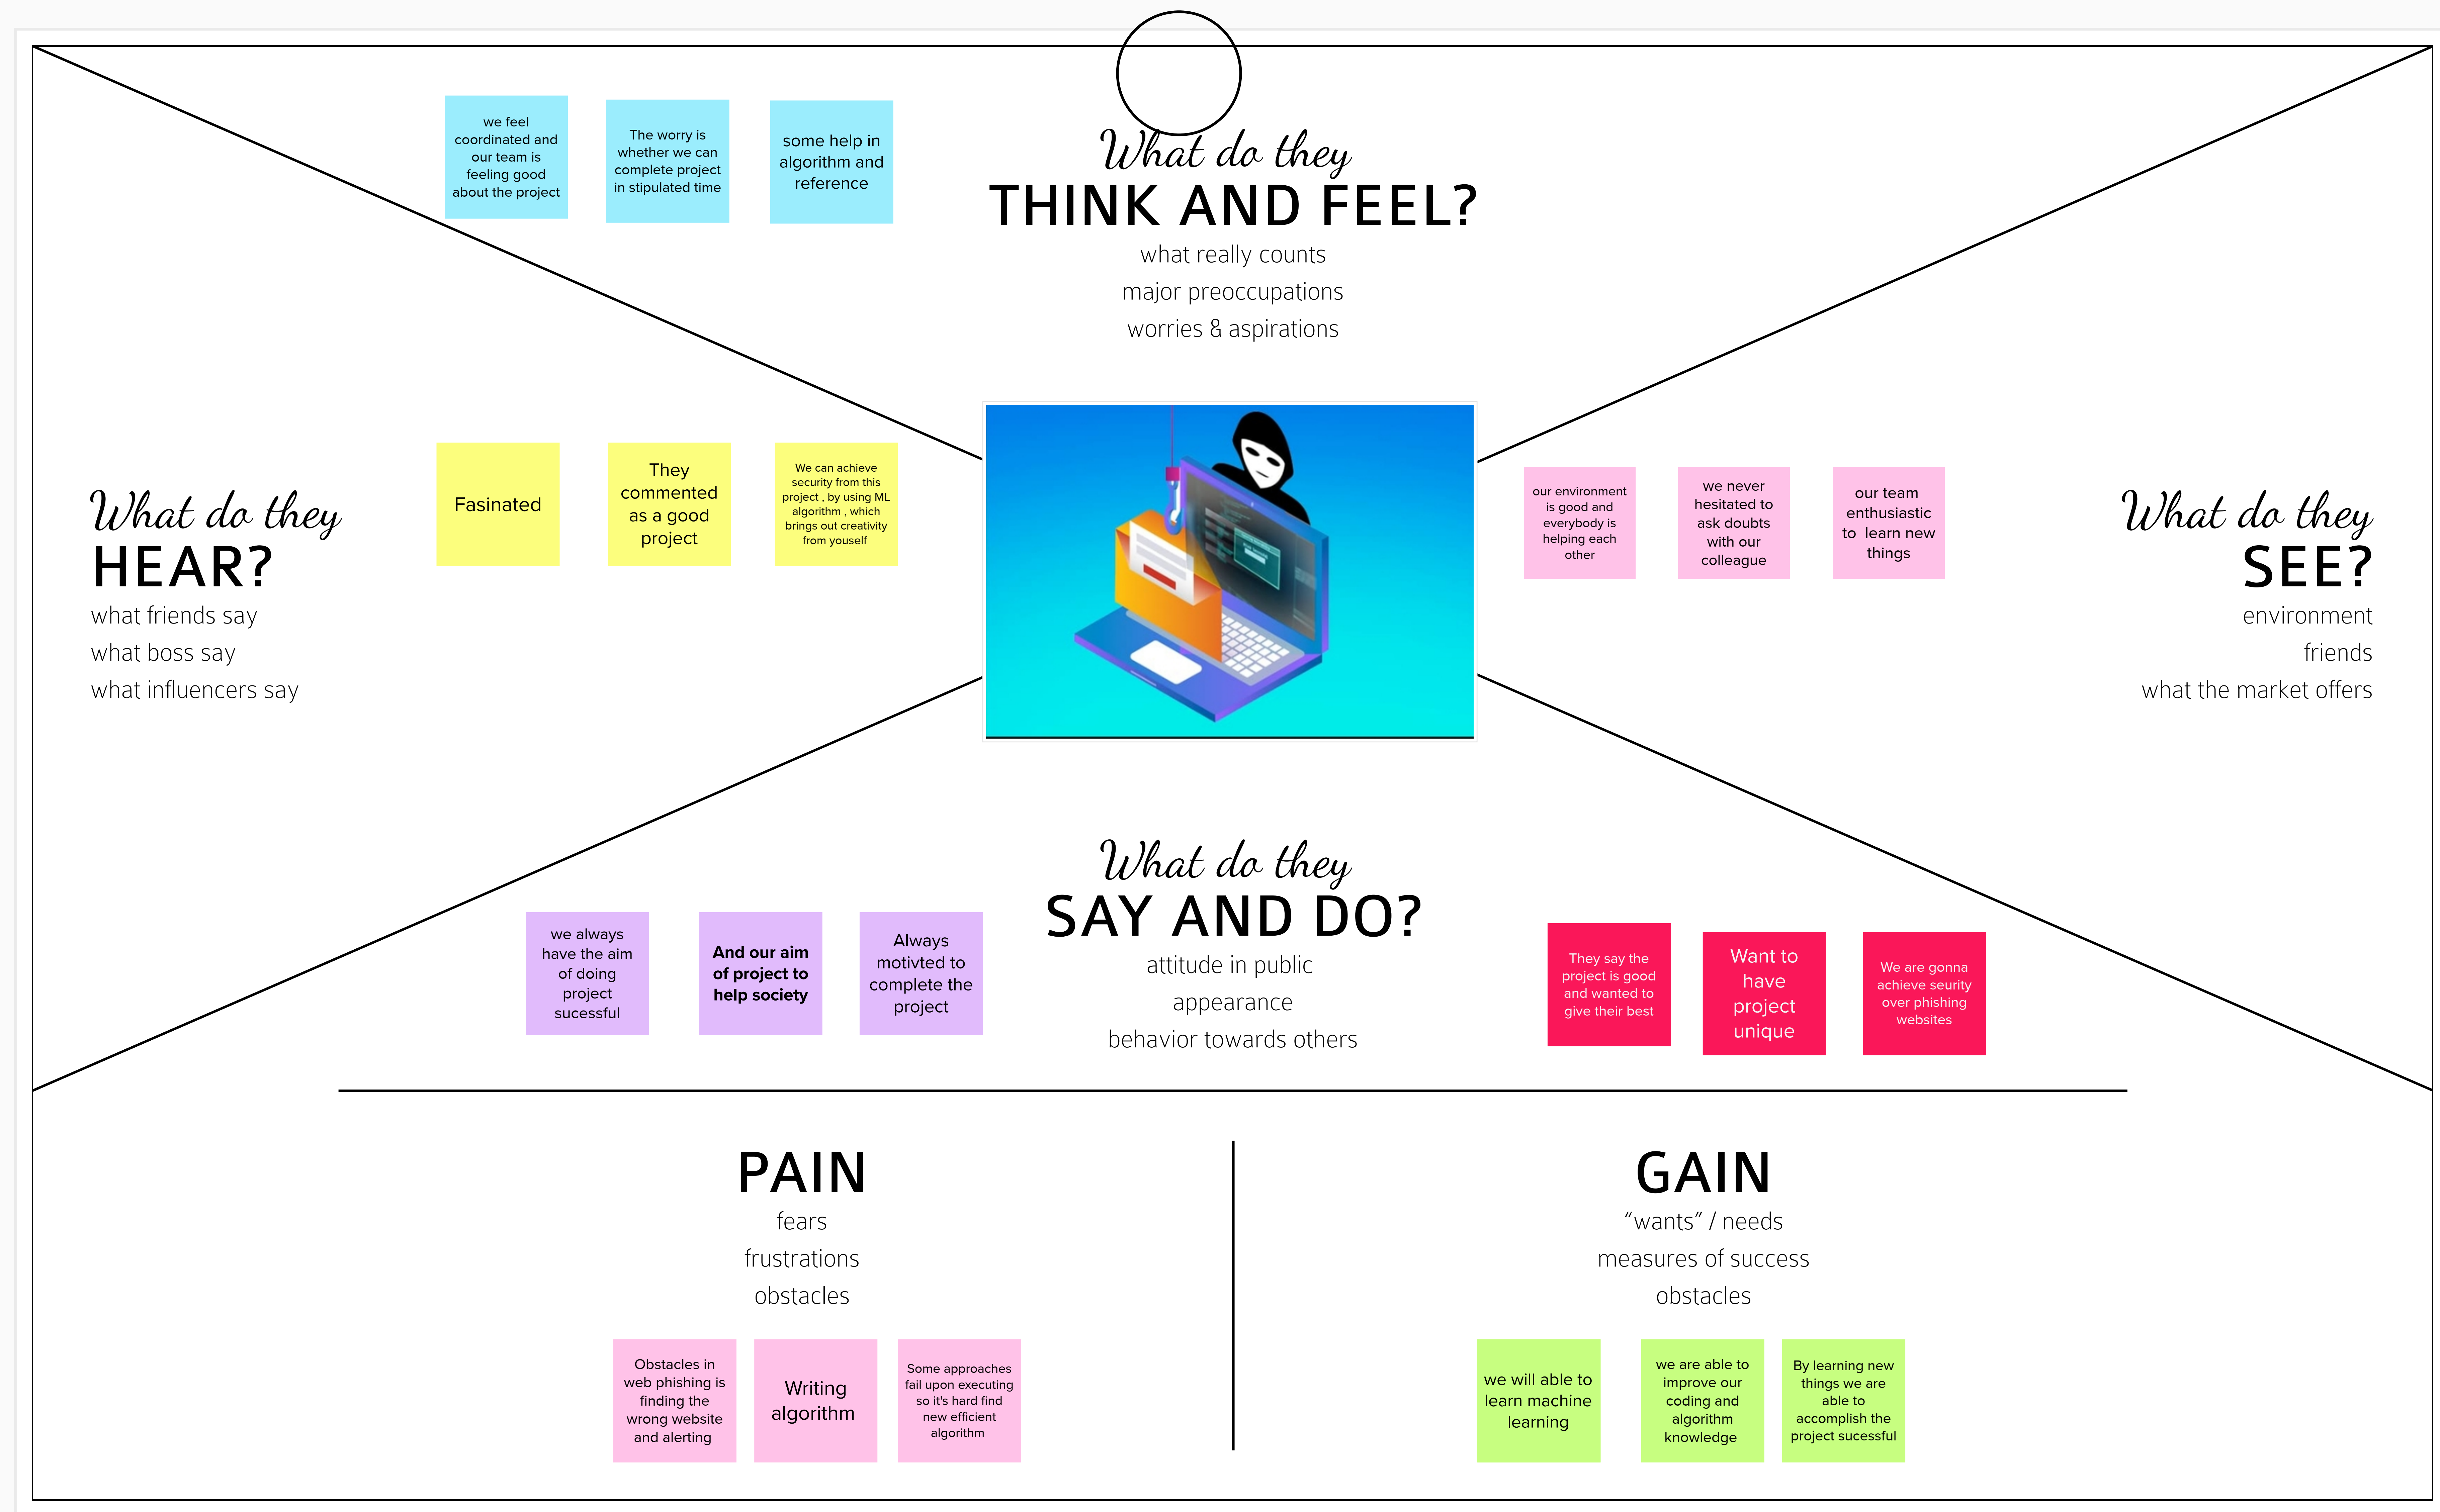 we feel
coordinated and
our team is
feeling good
about the project
The worry is
whether we can
complete project
in stipulated time
some help in
algorithm and
reference
What do they
THINK AND FEEL?
what really counts
major preoccupations
worries & aspirations
What do they
HEAR?
what friends say
what boss say
what influencers say
Fasinated
They
commented
as a good
project
We can achieve
security from this
project , by using ML
algorithm , which
brings out creativity
from youself
our environment
is good and
everybody is
helping each
other
we never
hesitated to
ask doubts
with our
colleague
our team
enthusiastic
to learn new
things
What do they
SEE?
environment
friends
what the market offers
What do they
SAY AND DO?
attitude in public
appearance
behavior towards others
we always
have the aim
of doing
project
sucessful
And our aim
of project to
help society
Always
motivted to
complete the
project
They say the
project is good
and wanted to
give their best
Want to
have
project
unique
We are gonna
achieve seurity
over phishing
websites
PAIN
fears
frustrations
obstacles
Obstacles in
web phishing is
finding the
wrong website
and alerting
Writing
algorithm
Some approaches
fail upon executing
so it's hard find
new efficient
algorithm
GAIN
“wants” / needs
measures of success
obstacles
we will able to
learn machine
learning
we are able to
improve our
coding and
algorithm
knowledge
By learning new
things we are
able to
accomplish the
project sucessful